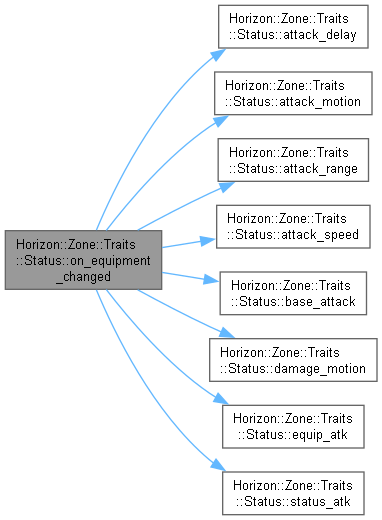 Horizon::Zone::Traits
::Status::attack_delay
Horizon::Zone::Traits
::Status::attack_motion
Horizon::Zone::Traits
::Status::attack_range
Horizon::Zone::Traits
::Status::on_equipment
_changed
Horizon::Zone::Traits
::Status::attack_speed
Horizon::Zone::Traits
::Status::base_attack
Horizon::Zone::Traits
::Status::damage_motion
Horizon::Zone::Traits
::Status::equip_atk
Horizon::Zone::Traits
::Status::status_atk